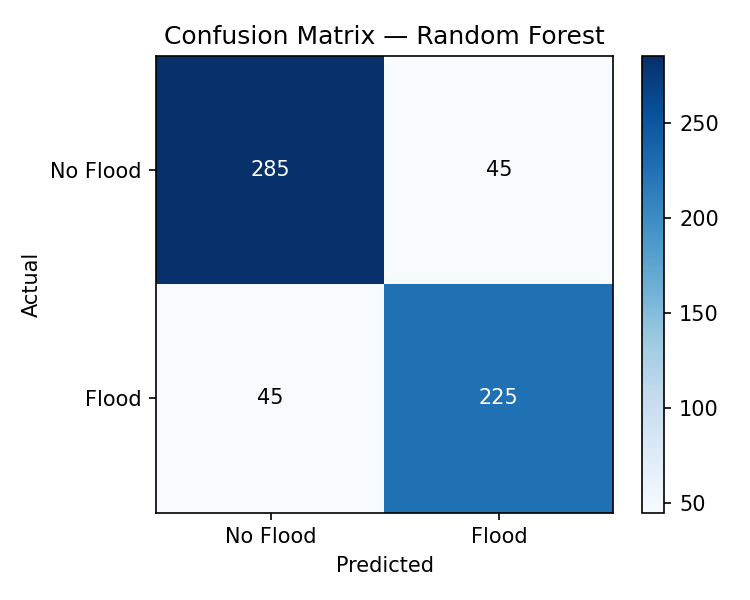 Confusion Matrix — Random Forest
No Flood
285
45
250
200
Actual
150
Flood
45
225
100
50
No Flood
Flood
Predicted